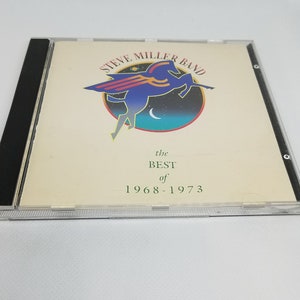 STEVE MILLER BAND
the
BEST
of
1968-1973